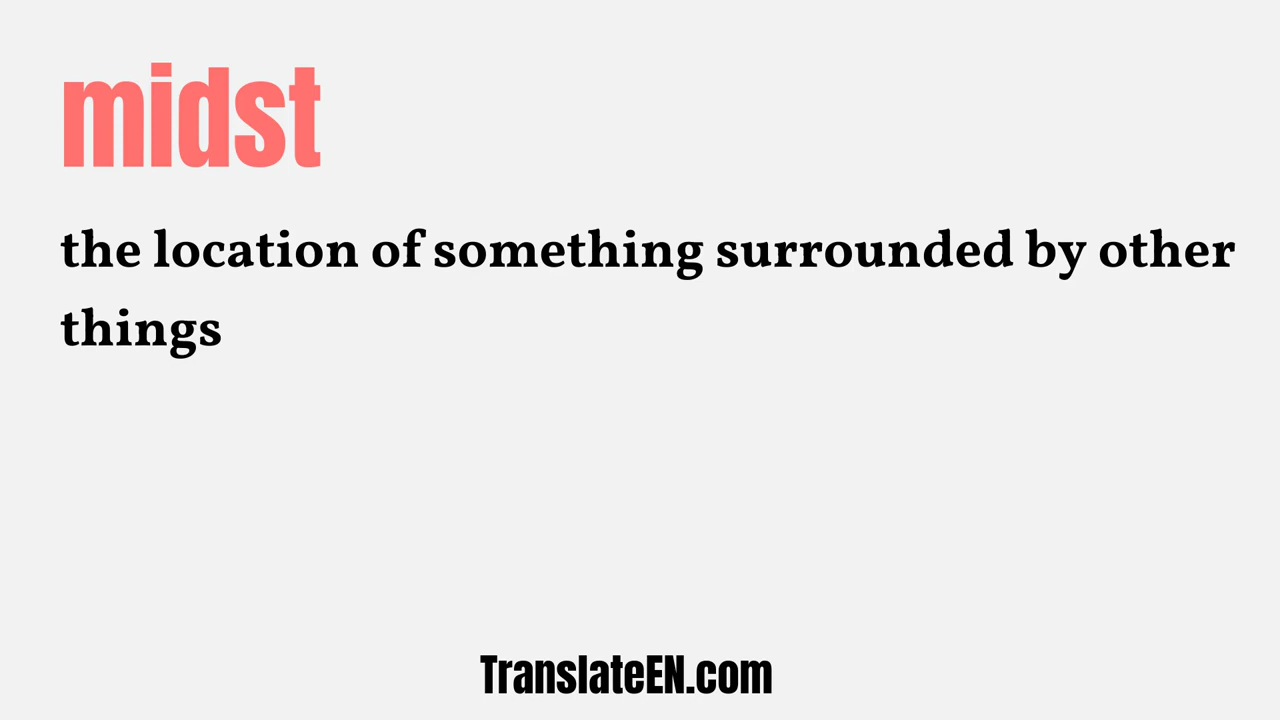 midst
the location of something surrounded by other
things
TranslateEN.com